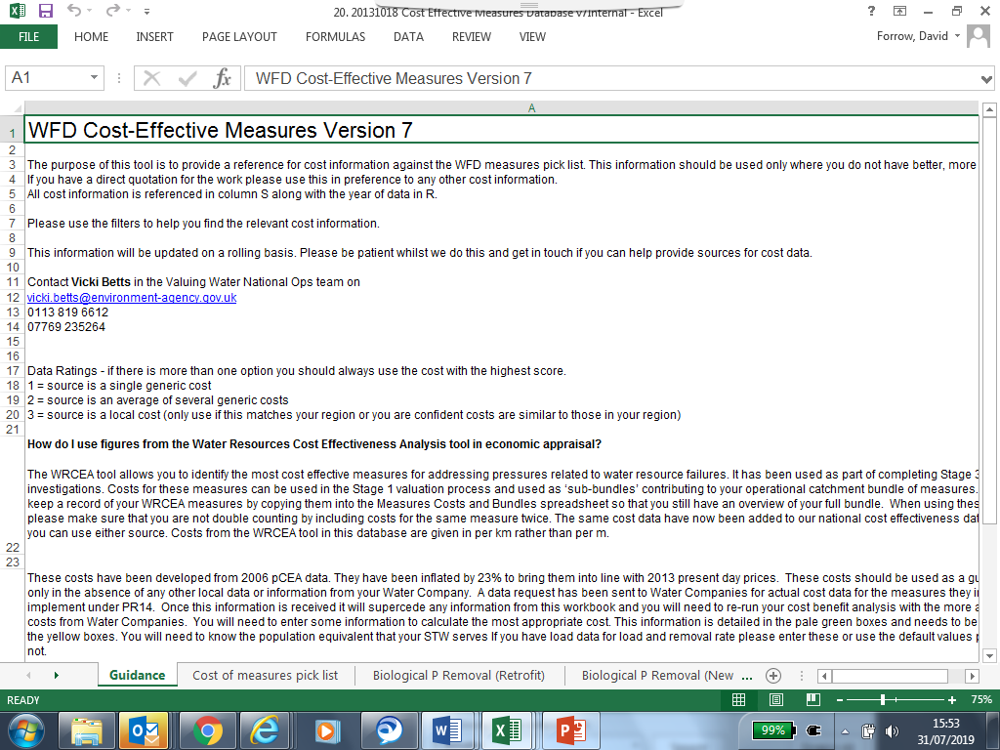 20. 20131018 Cost Effective Measures Database v7Internal - Excel
FILE HOME INSERT PAGE LAYOUT FORMULAS DATA REVIEW VIEW
Forrow, David
A1 fx WFD Cost-Effective Measures Version 7
A
1 WFD Cost-Effective Measures Version 7
2
3 The purpose of this tool is to provide a reference for cost information against the WFD measures pick list. This information should be used only where you do not have better, more
4 If you have a direct quotation for the work please use this in preference to any other cost information.
5 All cost information is referenced in column S along with the year of data in R.
6
7 Please use the filters to help you find the relevant cost information.
8
9 This information will be updated on a rolling basis. Please be patient whilst we do this and get in touch if you can help provide sources for cost data.
10
11 Contact Vicki Betts in the Valuing Water National Ops team on
12 vicki.betts@environment-agency.gov.uk
13 0113 819 6612
14 07769 235264
15
16
17 Data Ratings - if there is more than one option you should always use the cost with the highest score.
18 1 = source is a single generic cost
19 2 = source is an average of several generic costs
20 3 = source is a local cost (only use if this matches your region or you are confident costs are similar to those in your region)
21
How do I use figures from the Water Resources Cost Effectiveness Analysis tool in economic appraisal?
The WRCEA tool allows you to identify the most cost effective measures for addressing pressures related to water resource failures. It has been used as part of completing Stage 3
investigations. Costs for these measures can be used in the Stage 1 valuation process and used as 'sub-bundles' contributing to your operational catchment bundle of measures.
keep a record of your WRCEA measures by copying them into the Measures Costs and Bundles spreadsheet so that you still have an overview of your full bundle. When using thes
please make sure that you are not double counting by including costs for the same measure twice. The same cost data have now been added to our national cost effectiveness dat
you can use either source. Costs from the WRCEA tool in this database are given in per km rather than per m.
22
23
These costs have been developed from 2006 pCEA data. They have been inflated by 23% to bring them into line with 2013 present day prices. These costs should be used as a gu
only in the absence of any other local data or information from your Water Company. A data request has been sent to Water Companies for actual cost data for the measures they i
implement under PR14. Once this information is received it will supercede any information from this workbook and you will need to re-run your cost benefit analysis with the more a
costs from Water Companies. You will need to enter some information to calculate the most appropriate cost. This information is detailed in the pale green boxes and needs to be
the yellow boxes. You will need to know the population equivalent that your STW serves If you have load data for load and removal rate please enter these or use the default values p
not.
Guidance Cost of measures pick list Biological P Removal (Retrofit) Biological P Removal (New ...
READY 75%
99% 15:53
31/07/2019